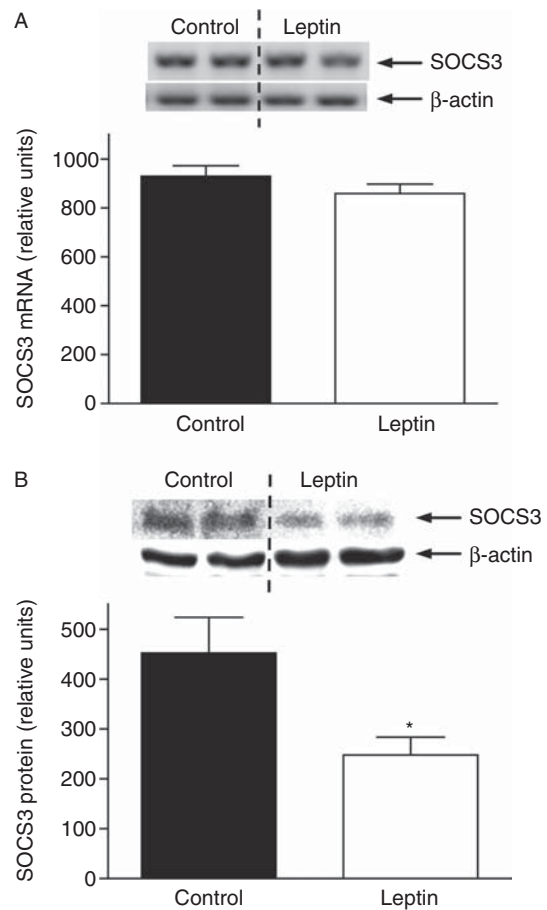 A
Control Leptin
SOCS3
β-actin
SOCS3 mRNA (relative units)
1000
800
600
400
200
0
Control Leptin
B
Control Leptin
SOCS3
β-actin
SOCS3 protein (relative units)
500
400
300
200
100
0
*
Control Leptin